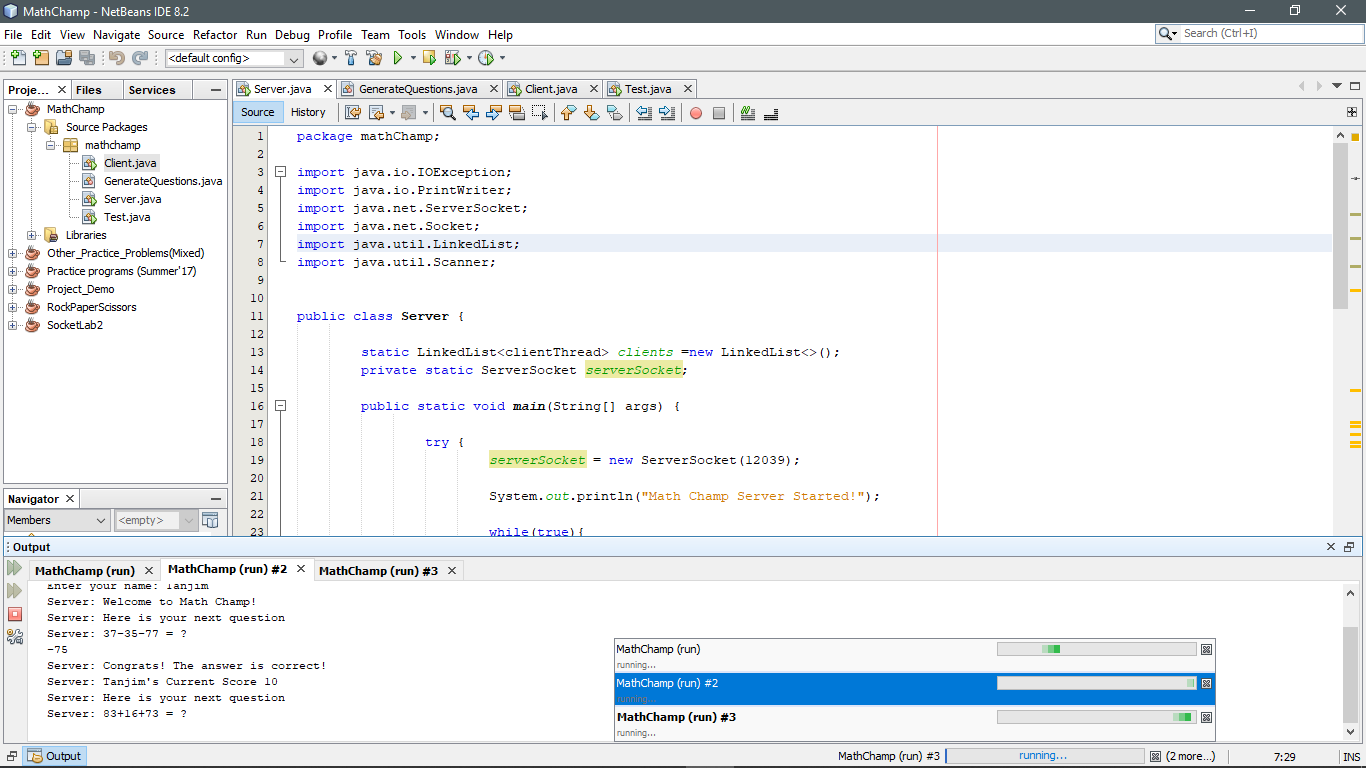 MathChamp - NetBeans IDE 8.2
File Edit View Navigate Source Refactor Run Debug Profile Team Tools Window Help
Search (Ctrl+I)
<default config>
Proje... Files Services
MathChamp
Source Packages
mathchamp
Client.java
GenerateQuestions.java
Server.java
Test.java
Libraries
Other_Practice_Problems(Mixed)
Practice programs (Summer'17)
Project_Demo
RockPaperScissors
SocketLab2
Navigator
Members <empty>
Server.java GenerateQuestions.java Client.java Test.java
Source History
1 package mathChamp;
2
3 import java.io.IOException;
4 import java.io.PrintWriter;
5 import java.net.ServerSocket;
6 import java.net.Socket;
7 import java.util.LinkedList;
8 import java.util.Scanner;
9
10
11 public class Server {
12
13 static LinkedList<clientThread> clients =new LinkedList<>();
14 private static ServerSocket serverSocket;
15
16 public static void main(String[] args) {
17
18 try {
19 serverSocket = new ServerSocket(12039);
20
21 System.out.println("Math Champ Server Started!");
22
23 while(true){
Output
MathChamp (run) MathChamp (run) #2 MathChamp (run) #3
Enter your name: Tanjim
Server: Welcome to Math Champ!
Server: Here is your next question
Server: 37-35-77 = ?
-75
Server: Congrats! The answer is correct!
Server: Tanjim's Current Score 10
Server: Here is your next question
Server: 83+16+73 = ?
MathChamp (run)
running...
MathChamp (run) #2
running...
MathChamp (run) #3
running...
Output
MathChamp (run) #3 running... (2 more...) 7:29 INS